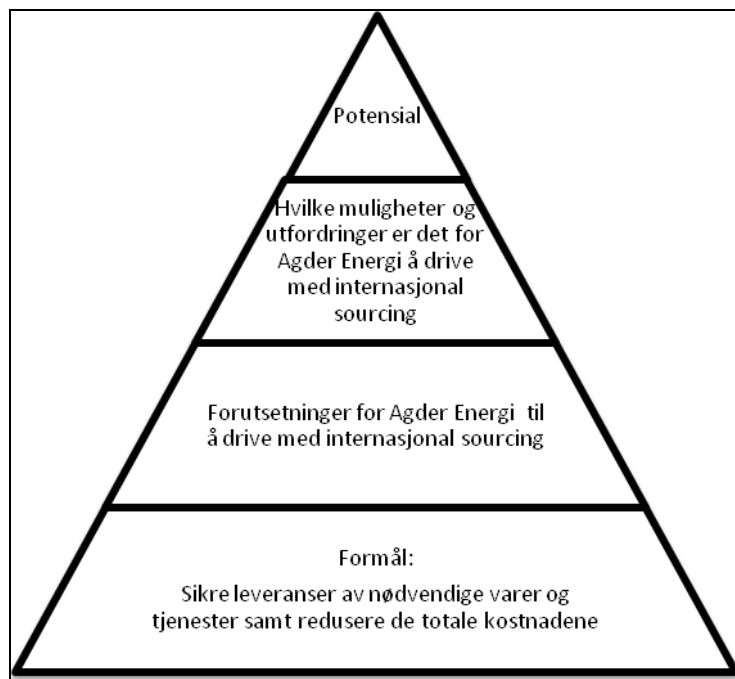 Potensial
Hvilke muligheter og
utfordringer er det for
Agder Energi å drive
med internasjonal
sourcing
Forutsetninger for Agder Energi til
å drive med internasjonal sourcing
Formål:
Sikre leveranser av nødvendige varer og
tjenester samt redusere de totale kostnadene